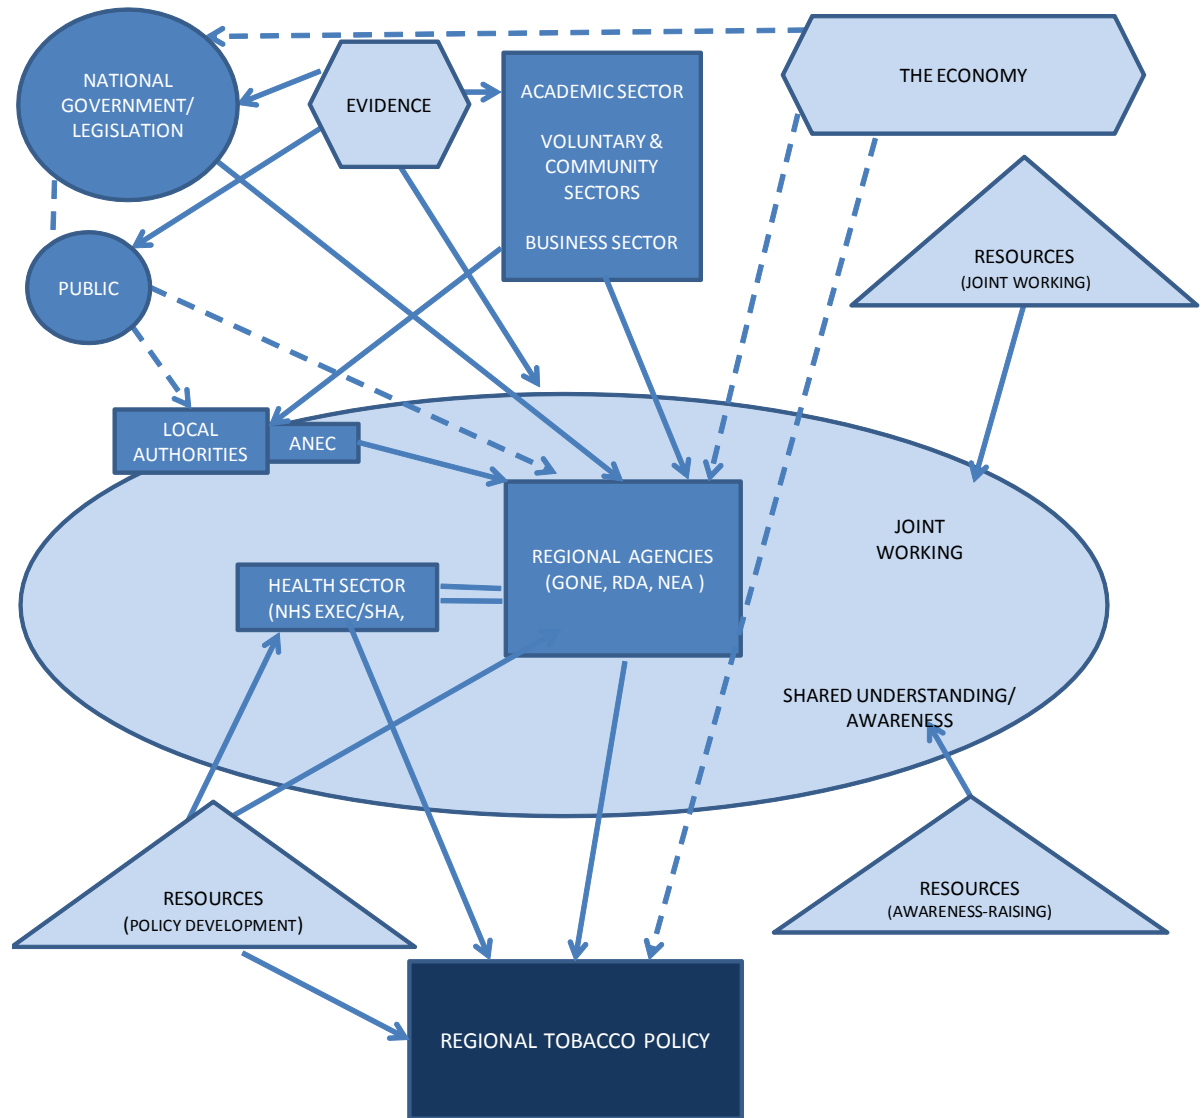 NATIONAL
GOVERNMENT/
LEGISLATION
EVIDENCE
ACADEMIC SECTOR
VOLUNTARY &
COMMUNITY
SECTORS
BUSINESS SECTOR
THE ECONOMY
RESOURCES
(JOINT WORKING)
PUBLIC
LOCAL
AUTHORITIES
ANEC
JOINT
WORKING
REGIONAL AGENCIES
(GONE, RDA, NEA )
HEALTH SECTOR
(NHS EXEC/SHA,
SHARED UNDERSTANDING/
AWARENESS
RESOURCES
(POLICY DEVELOPMENT)
RESOURCES
(AWARENESS-RAISING)
REGIONAL TOBACCO POLICY